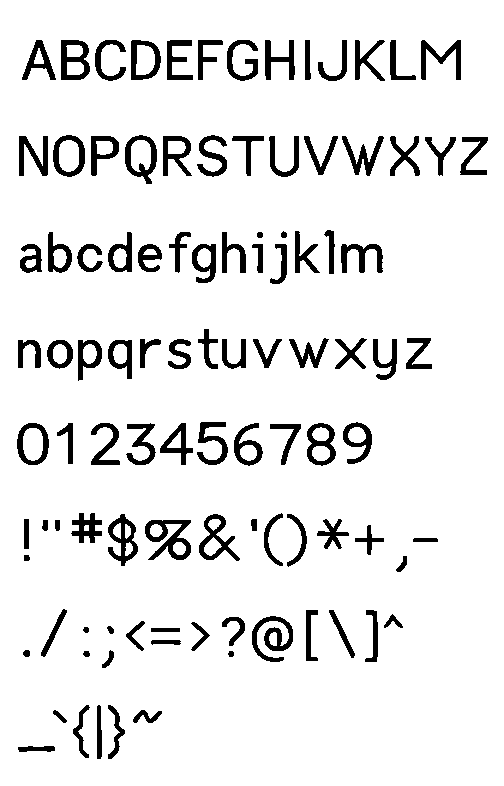 ABCDEFGHIJKLM
NOPQRSTUVWXYZ
abcdefghijklm
nopqrstuvwxyz
0123456789
!"#$%&'()*+,-
./:;<=>?@[\]^
_`{|}~